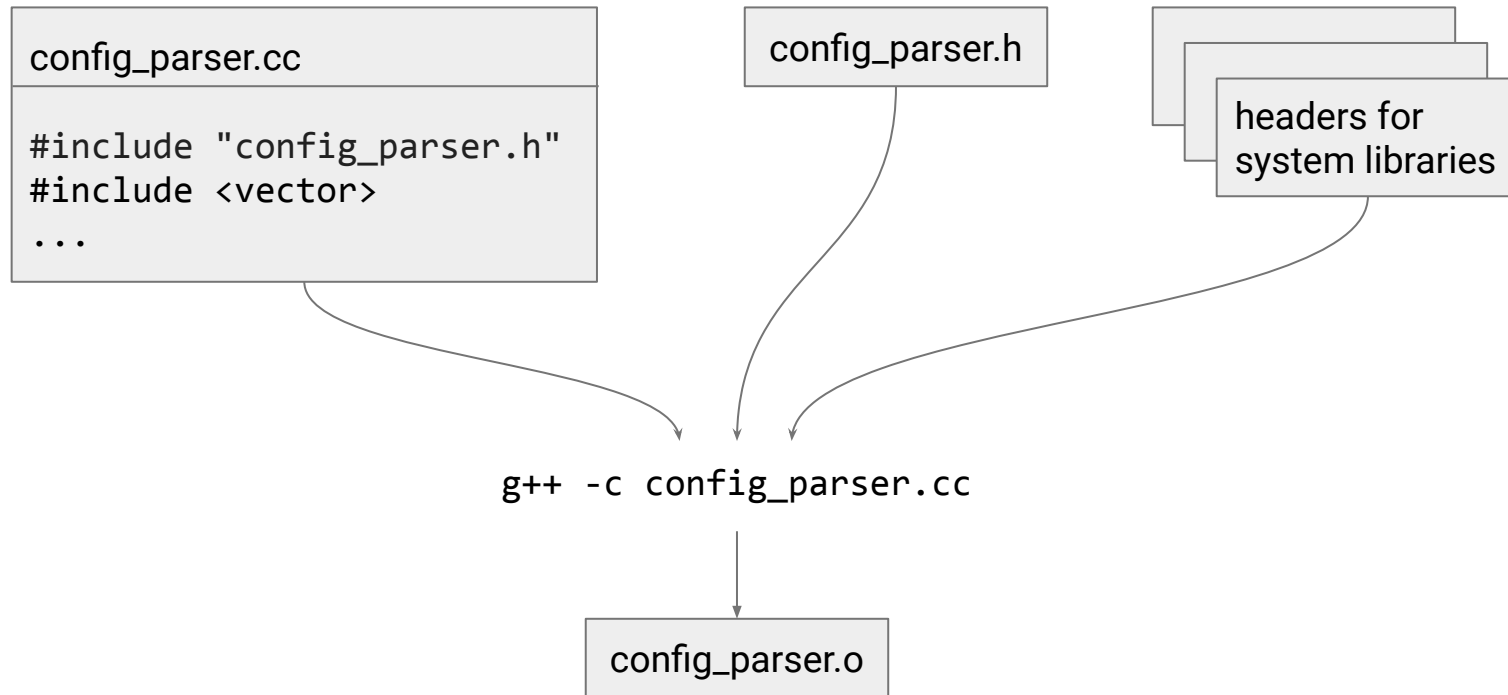 config_parser.cc
#include "config_parser.h"
#include <vector>
...
config_parser.h
headers for
system libraries
g++ -c config_parser.cc
config_parser.o